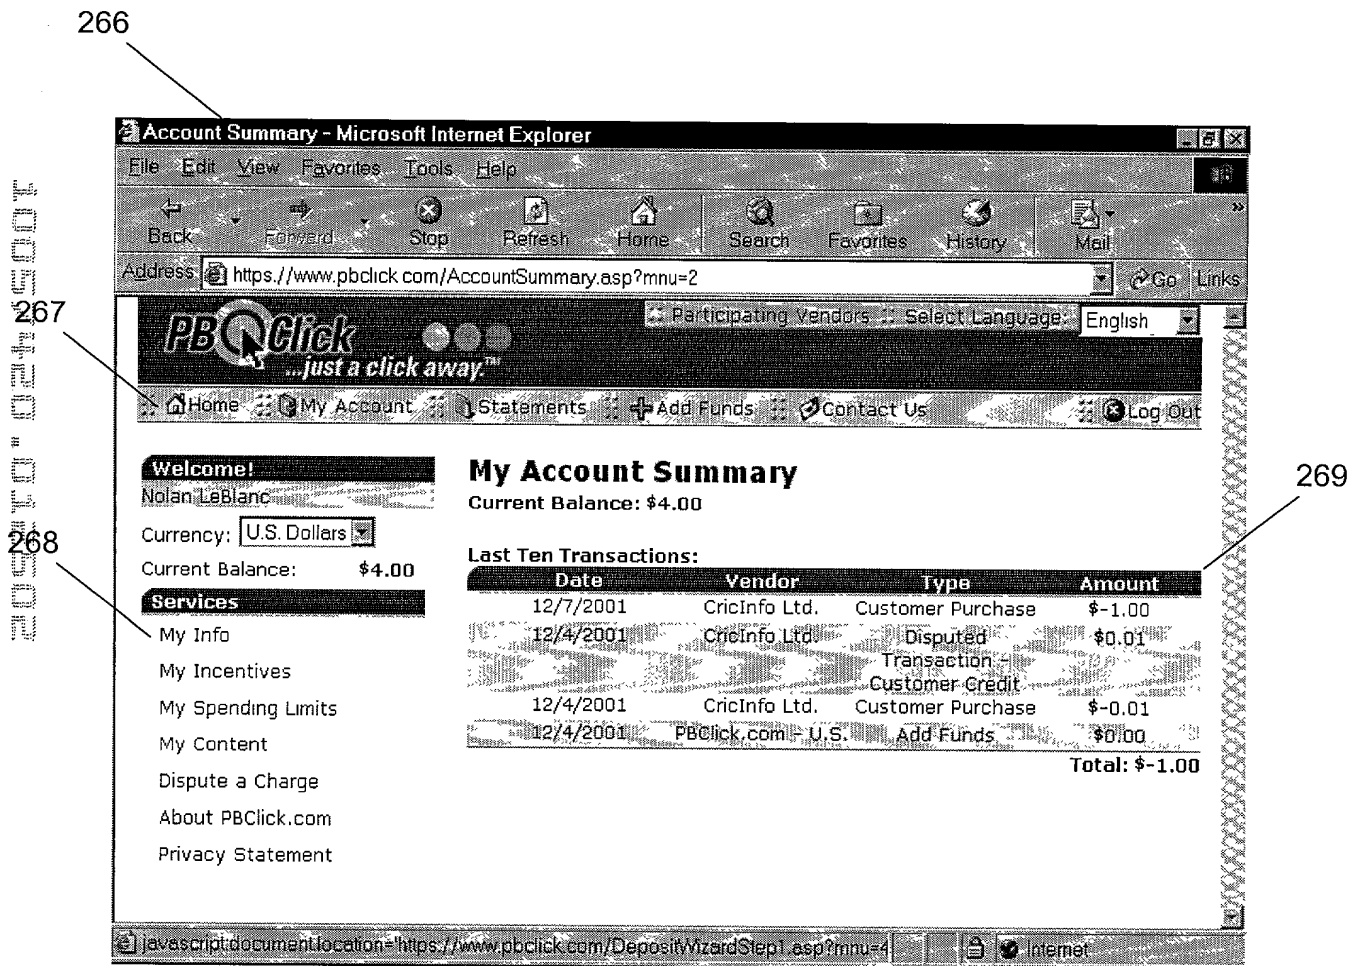 266
Account Summary - Microsoft Internet Explorer
File Edit View Favorites Tools Help
Back Forward Stop Refresh Home Search Favorites History Mail »
Address https://www.pbclick.com/AccountSummary.asp?mnu=2 Go Links
267
PB Click
...just a click away.™
Participating Vendors :: Select Language: English
Home :: My Account :: Statements :: Add Funds :: Contact Us :: Log Out
Welcome!
Nolan LeBlanc
Currency: U.S. Dollars
268
Current Balance: $4.00
Services
My Info
My Incentives
My Spending Limits
My Content
Dispute a Charge
About PBClick.com
Privacy Statement
My Account Summary
Current Balance: $4.00
269
Last Ten Transactions:
Date Vendor Type Amount
12/7/2001 CricInfo Ltd. Customer Purchase $-1.00
12/4/2001 CricInfo Ltd. Disputed $0.01
Transaction -
Customer Credit
12/4/2001 CricInfo Ltd. Customer Purchase $-0.01
12/4/2001 PBClick.com - U.S. Add Funds $0.00
Total: $-1.00
javascript:document.location='https://www.pbclick.com/DepositWizardStep1.asp?mnu=4 Internet